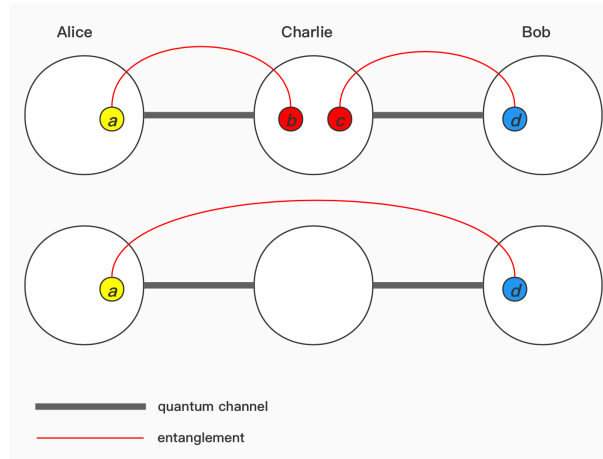 Alice Charlie Bob
a b c d
a d
quantum channel
entanglement